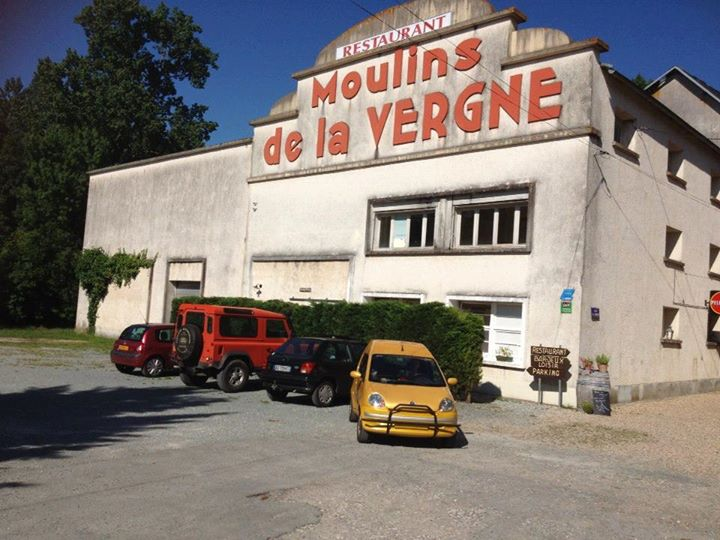 RESTAURANT
Moulins
de la VERGNE
RESTAURANT
PARKING